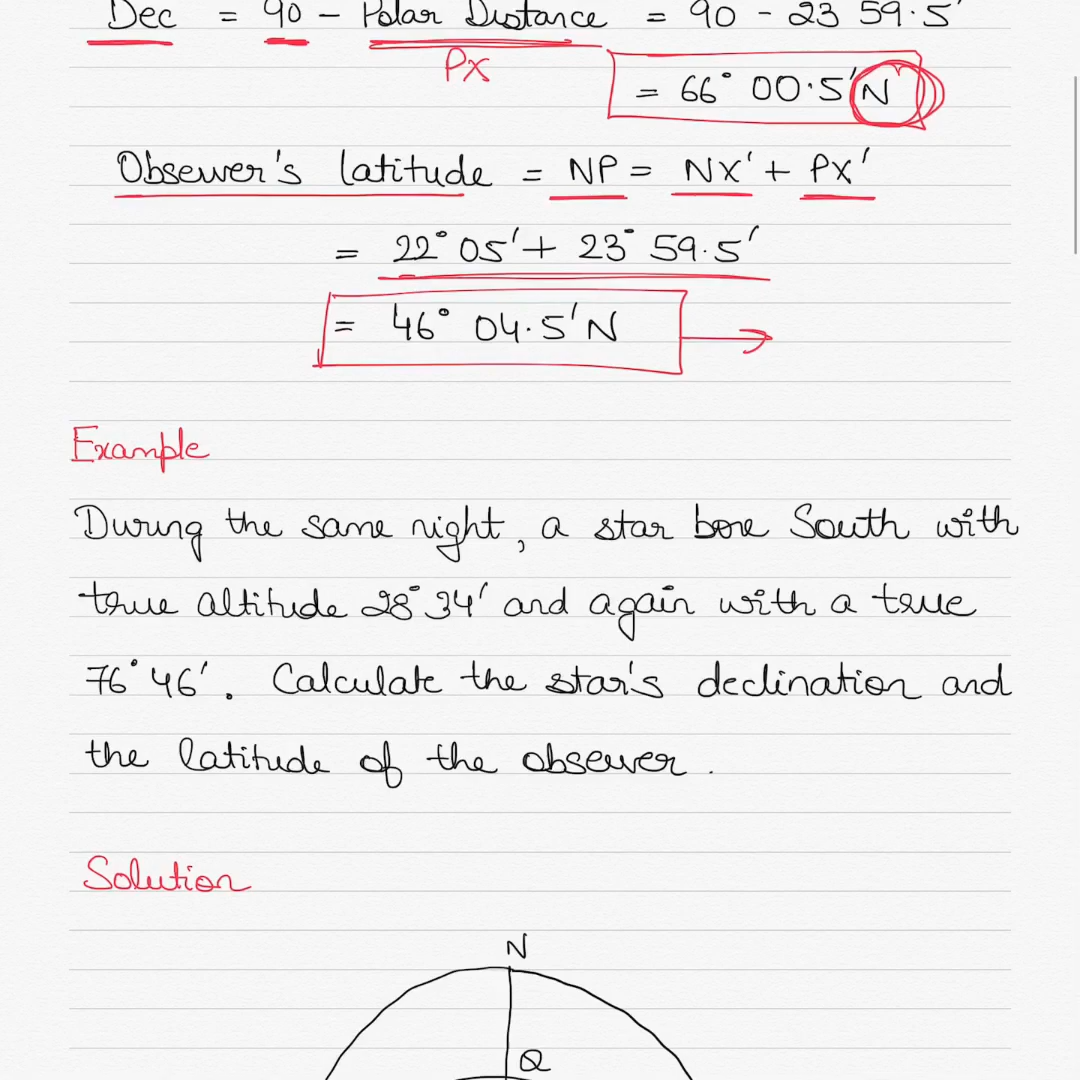 Dec = 90 - Polar Distance = 90 - 23 59.5'
Px
= 66° 00.5' N
Observer's latitude = NP = NX' + PX'
= 22° 05' + 23° 59.5'
= 46° 04.5' N
Example
During the same night, a star bore South with
true altitude 28° 34' and again with a true
76° 46'. Calculate the star's declination and
the latitude of the observer.
Solution
N
Q